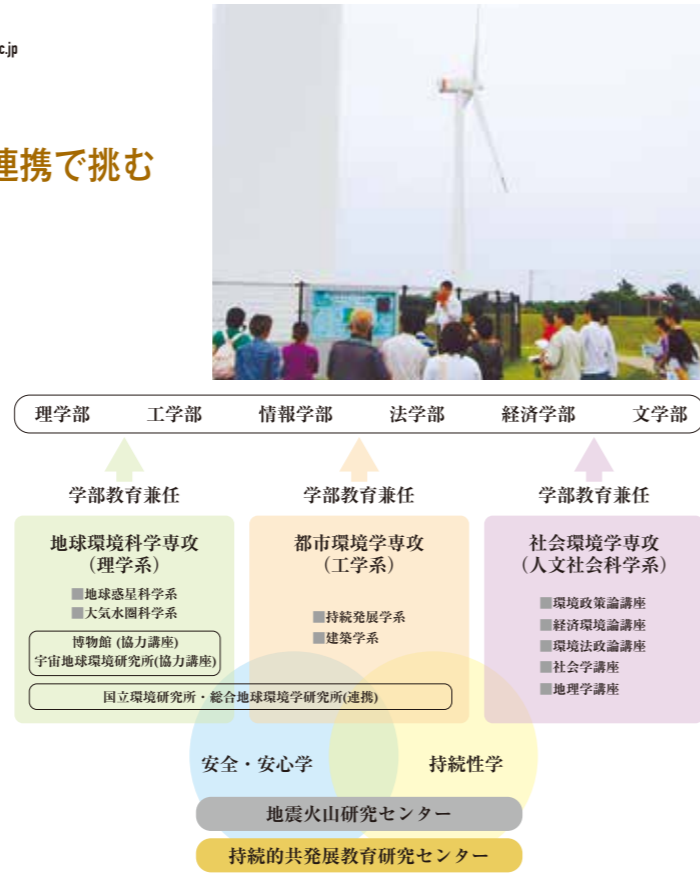 c.jp
連携で挑む
理学部 工学部 情報学部 法学部 経済学部 文学部
学部教育兼任 学部教育兼任 学部教育兼任
地球環境科学専攻
(理学系)
■地球惑星科学系
■大気水圏科学系
博物館 (協力講座)
宇宙地球環境研究所(協力講座)
都市環境学専攻
(工学系)
■持続発展学系
■建築学系
国立環境研究所・総合地球環境学研究所(連携)
社会環境学専攻
(人文社会科学系)
■環境政策論講座
■経済環境論講座
■環境法政論講座
■社会学講座
■地理学講座
安全・安心学 持続性学
地震火山研究センター
持続的共発展教育研究センター